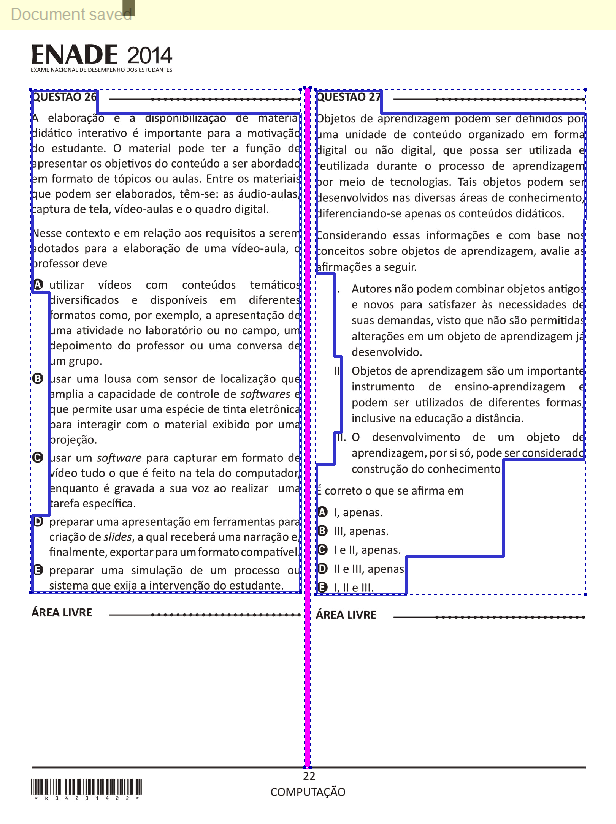 Document saved
ENADE 2014
EXAME NACIONAL DE DESEMPENHO DOS ESTUDANTES
QUESTÃO 26
A elaboração e a disponibilização de material
didático interativo é importante para a motivação
do estudante. O material pode ter a função de
apresentar os objetivos do conteúdo a ser abordado
em formato de tópicos ou aulas. Entre os materiais
que podem ser elaborados, têm-se: as áudio-aulas,
captura de tela, vídeo-aulas e o quadro digital.
Nesse contexto e em relação aos requisitos a serem
adotados para a elaboração de uma vídeo-aula, o
professor deve
A utilizar vídeos com conteúdos temáticos
diversificados e disponíveis em diferentes
formatos como, por exemplo, a apresentação de
uma atividade no laboratório ou no campo, um
depoimento do professor ou uma conversa de
um grupo.
B usar uma lousa com sensor de localização que
amplia a capacidade de controle de softwares e
que permite usar uma espécie de tinta eletrônica
para interagir com o material exibido por uma
projeção.
C usar um software para capturar em formato de
vídeo tudo o que é feito na tela do computador,
enquanto é gravada a sua voz ao realizar uma
tarefa específica.
D preparar uma apresentação em ferramentas para
criação de slides, a qual receberá uma narração e,
finalmente, exportar para um formato compatível.
E preparar uma simulação de um processo ou
sistema que exija a intervenção do estudante.
ÁREA LIVRE
QUESTÃO 27
Objetos de aprendizagem podem ser definidos por
uma unidade de conteúdo organizado em forma
digital ou não digital, que possa ser utilizada e
reutilizada durante o processo de aprendizagem
por meio de tecnologias. Tais objetos podem ser
desenvolvidos nas diversas áreas de conhecimento,
diferenciando-se apenas os conteúdos didáticos.
Considerando essas informações e com base nos
conceitos sobre objetos de aprendizagem, avalie as
afirmações a seguir.
I. Autores não podem combinar objetos antigos
e novos para satisfazer às necessidades de
suas demandas, visto que não são permitidas
alterações em um objeto de aprendizagem já
desenvolvido.
II. Objetos de aprendizagem são um importante
instrumento de ensino-aprendizagem e
podem ser utilizados de diferentes formas,
inclusive na educação a distância.
III. O desenvolvimento de um objeto de
aprendizagem, por si só, pode ser considerado
construção do conhecimento.
É correto o que se afirma em
A I, apenas.
B III, apenas.
C I e II, apenas.
D II e III, apenas.
E I, II e III.
ÁREA LIVRE
22
COMPUTAÇÃO